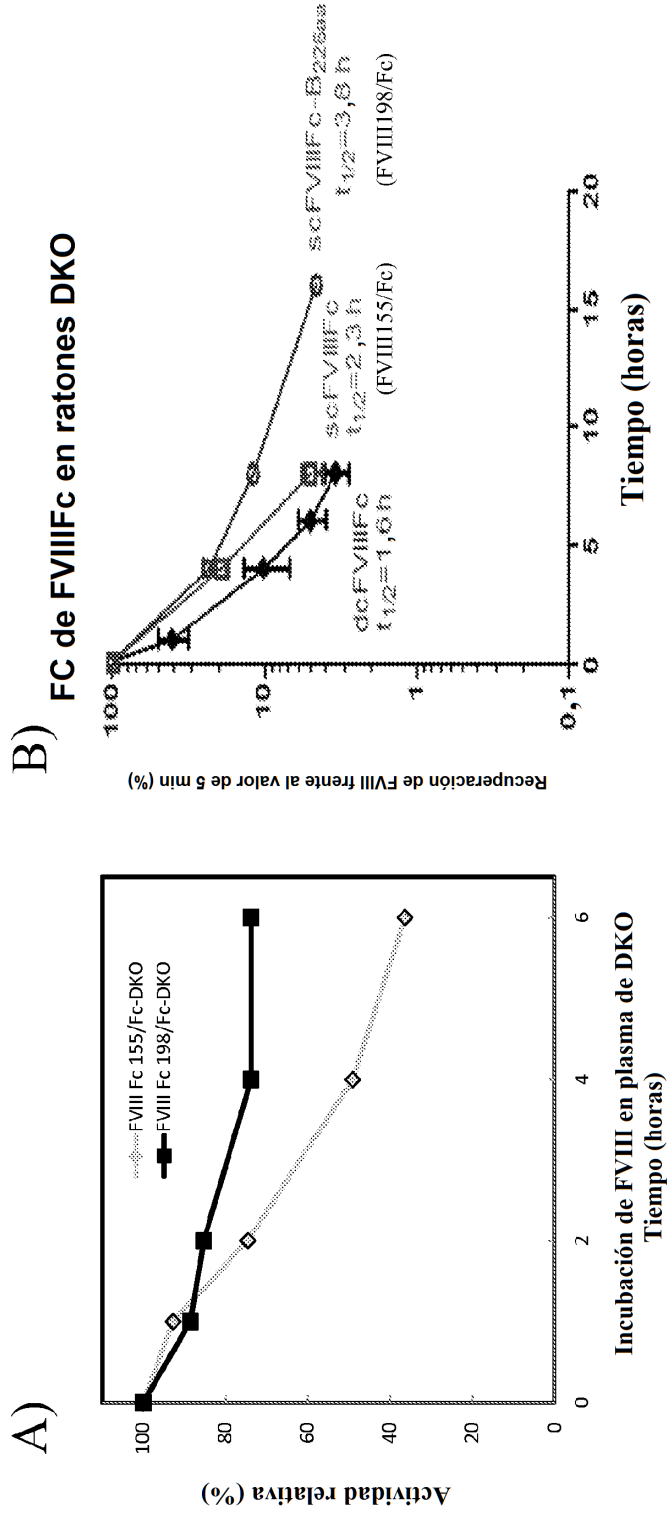 A)
Actividad relativa (%)
100
80
60
40
20
0
FVIII Fc 155/Fc-DKO
FVIII Fc 198/Fc-DKO
0 2 4 6
Incubación de FVIII en plasma de DKO
Tiempo (horas)
B)
FC de FVIIIFc en ratones DKO
Recuperación de FVIII frente al valor de 5 min (%)
100
10
1
0,1
0 5 10 15 20
Tiempo (horas)
dcFVIIIFc
t1/2=1,6h
scFVIIIFc
t1/2=2,3h
(FVIII155/Fc)
scFVIIIFc-B226aa
t1/2=3,8h
(FVIII198/Fc)